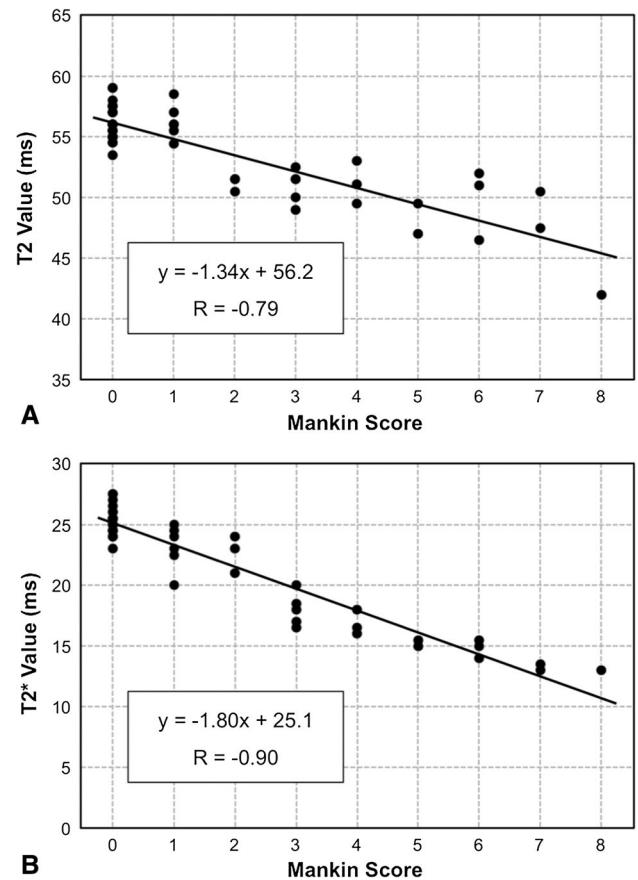 65
60
55
50
45
40
35
T2 Value (ms)
y = -1.34x + 56.2
R = -0.79
0 1 2 3 4 5 6 7 8
Mankin Score
A
30
25
20
15
10
5
0
T2* Value (ms)
y = -1.80x + 25.1
R = -0.90
0 1 2 3 4 5 6 7 8
Mankin Score
B